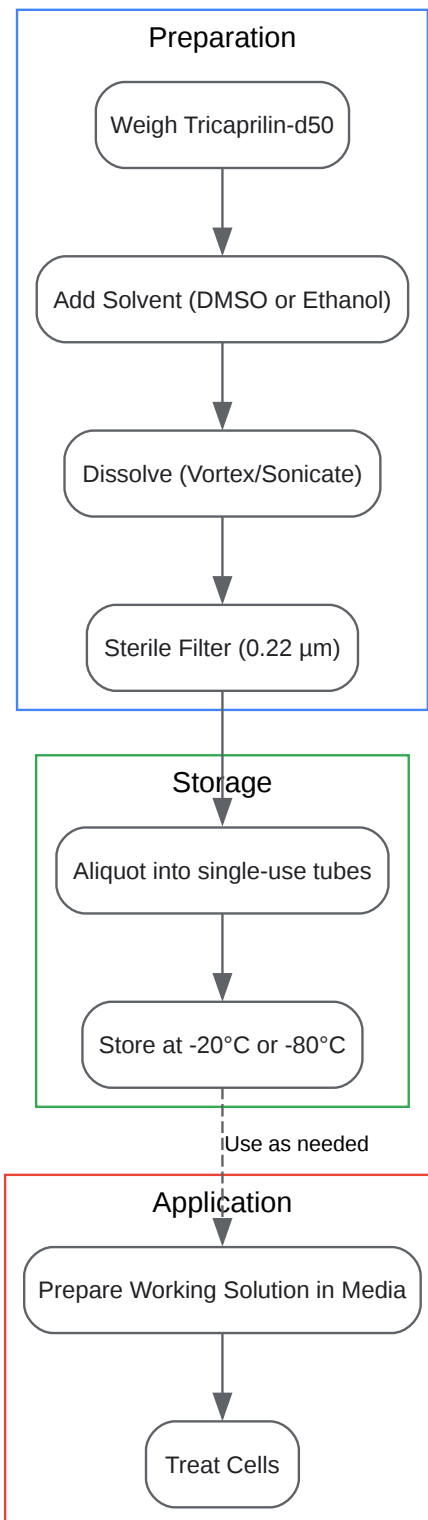 Preparation
Weigh Tricaprilin-d50
Add Solvent (DMSO or Ethanol)
Dissolve (Vortex/Sonicate)
Sterile Filter (0.22 µm)
Storage
Aliquot into single-use tubes
Store at -20°C or -80°C
Use as needed
Application
Prepare Working Solution in Media
Treat Cells